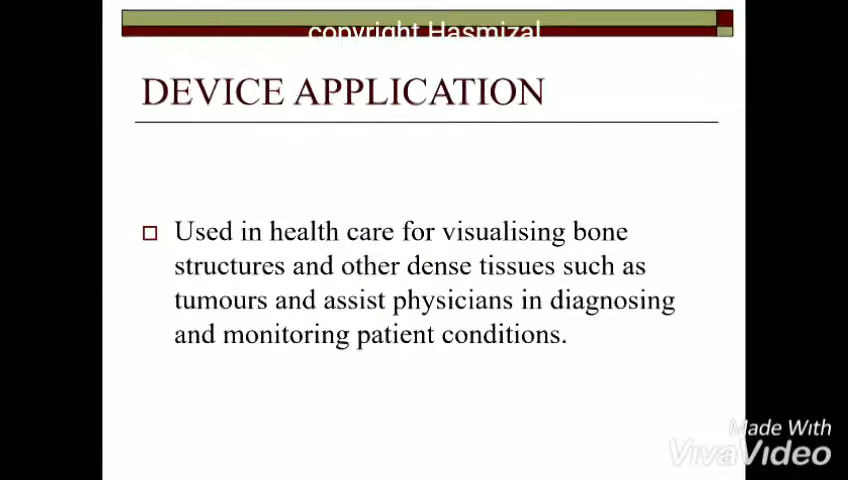 copyright Hasmizal
DEVICE APPLICATION
Used in health care for visualising bone
structures and other dense tissues such as
tumours and assist physicians in diagnosing
and monitoring patient conditions.
Made With
VivaVideo